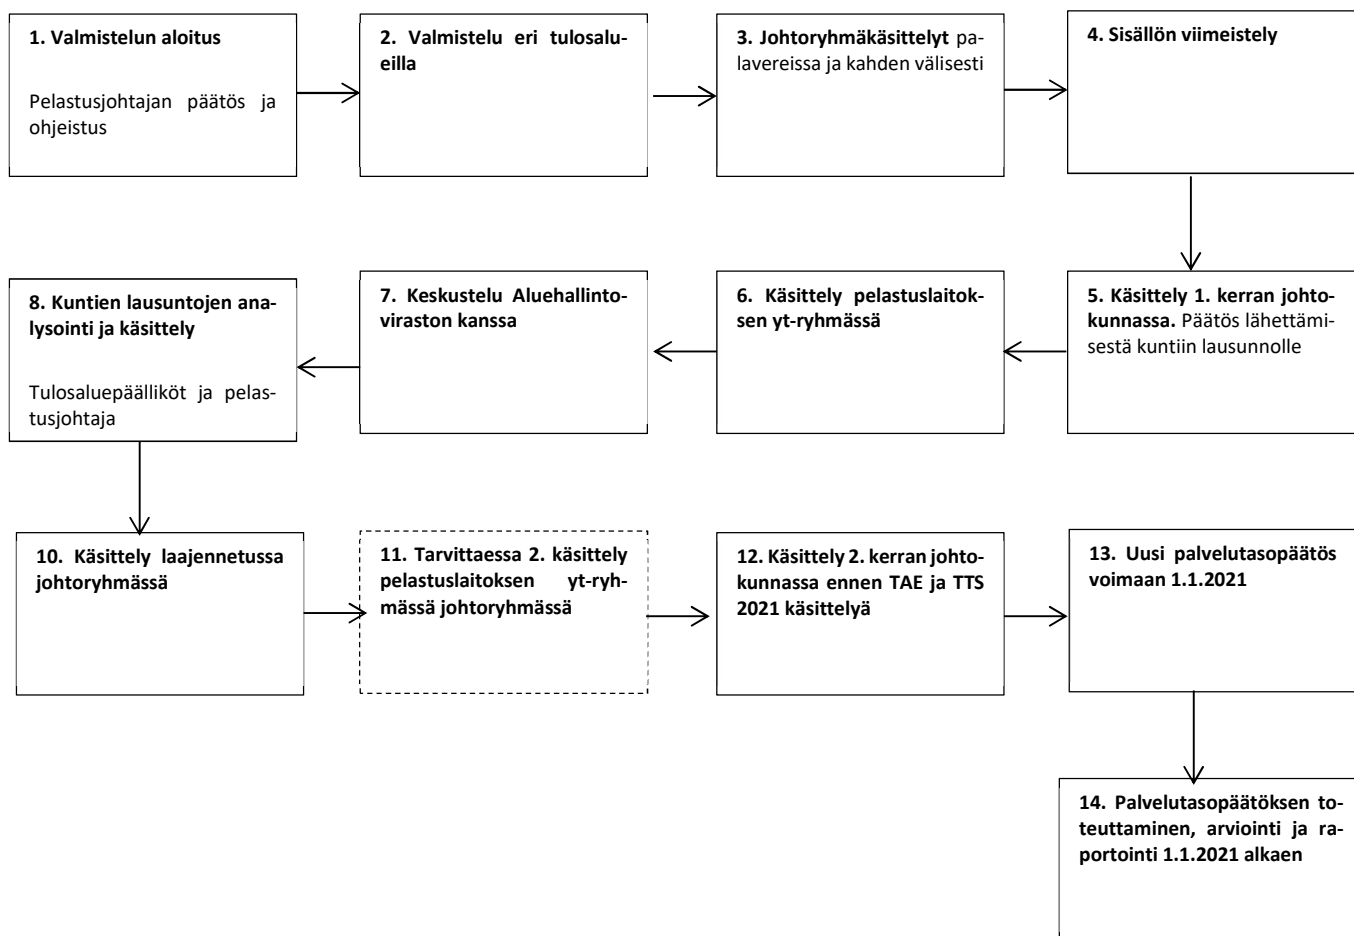 1. Valmistelun aloitus
Pelastusjohtajan päätös ja
ohjeistus
2. Valmistelu eri tulosalu-
eilla
3. Johtoryhmäkäsittelyt pa-
lavereissa ja kahden välisesti
4. Sisällön viimeistely
5. Käsittely 1. kerran johto-
kunnassa. Päätös lähettämi-
sestä kuntiin lausunnolle
6. Käsittely pelastuslaitok-
sen yt-ryhmässä
7. Keskustelu Aluehallinto-
viraston kanssa
8. Kuntien lausuntojen ana-
lysointi ja käsittely
Tulosaluepäälliköt ja pelas-
tusjohtaja
10. Käsittely laajennetussa
johtoryhmässä
11. Tarvittaessa 2. käsittely
pelastuslaitoksen yt-ryh-
mässä johtoryhmässä
12. Käsittely 2. kerran johto-
kunnassa ennen TAE ja TTS
2021 käsittelyä
13. Uusi palvelutasopäätös
voimaan 1.1.2021
14. Palvelutasopäätöksen to-
teuttaminen, arviointi ja ra-
portointi 1.1.2021 alkaen